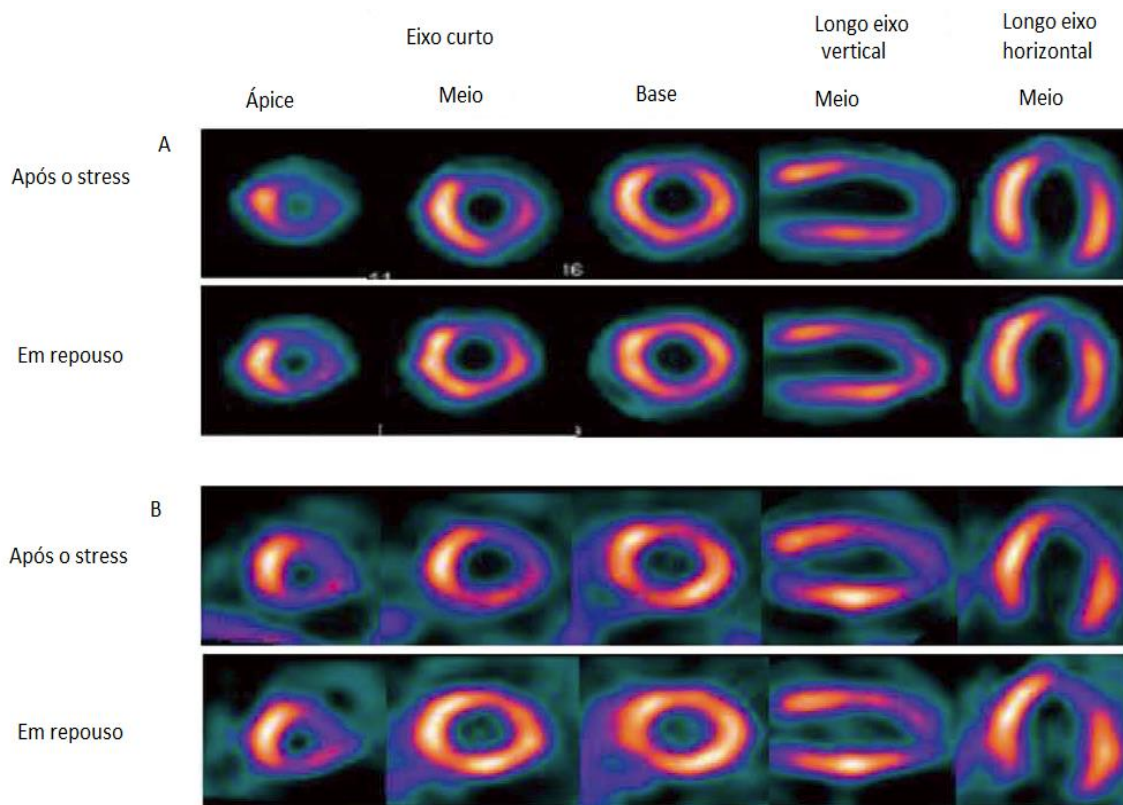 Eixo curto
Longo eixo
vertical
Longo eixo
horizontal
Ápice
Meio
Base
Meio
Meio
A
Após o stress
16
Em repouso
B
Após o stress
Em repouso